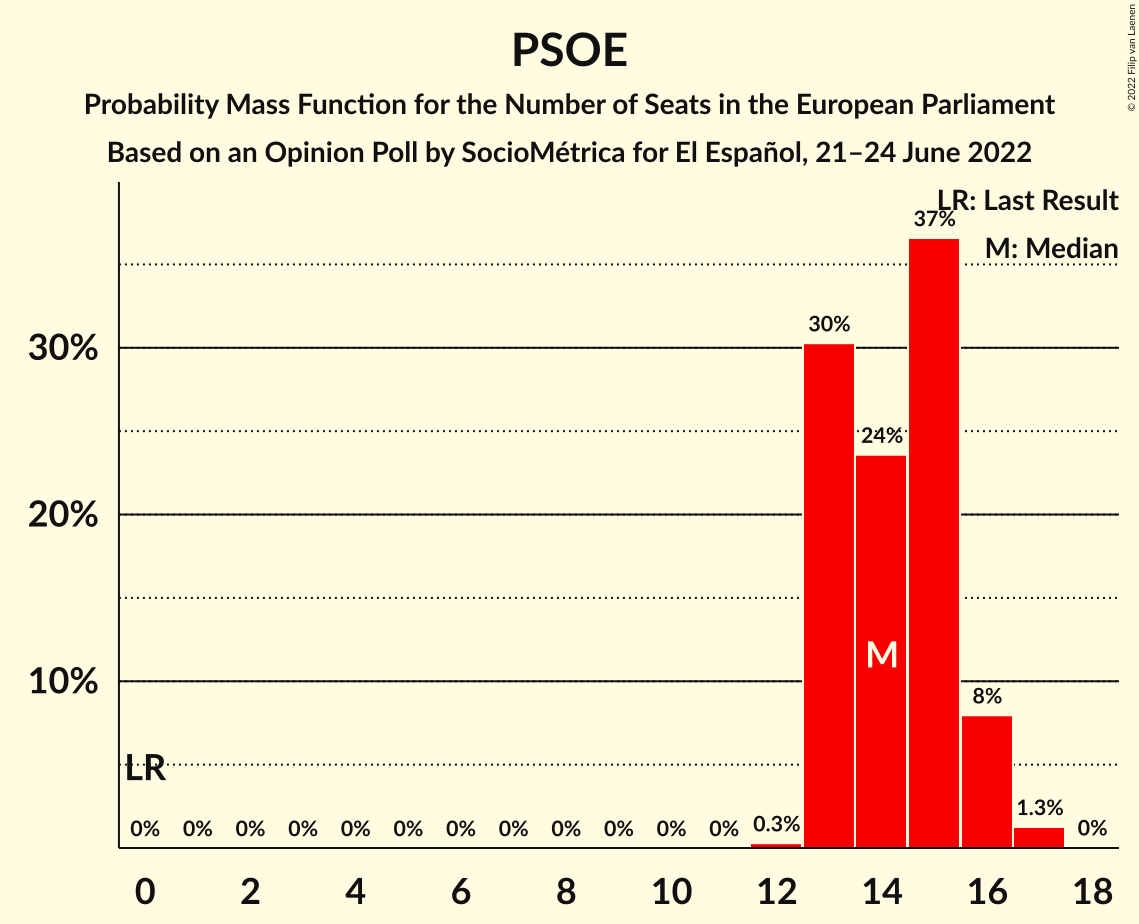 PSOE
Probability Mass Function for the Number of Seats in the European Parliament
Based on an Opinion Poll by SocioMétrica for El Español, 21–24 June 2022
© 2022 Filip van Laenen
LR: Last Result
M: Median
37%
30%
30%
24%
20%
M
10%
8%
LR
1.3%
0% 0% 0% 0% 0% 0% 0% 0% 0% 0% 0% 0% 0.3% 0%
0 2 4 6 8 10 12 14 16 18